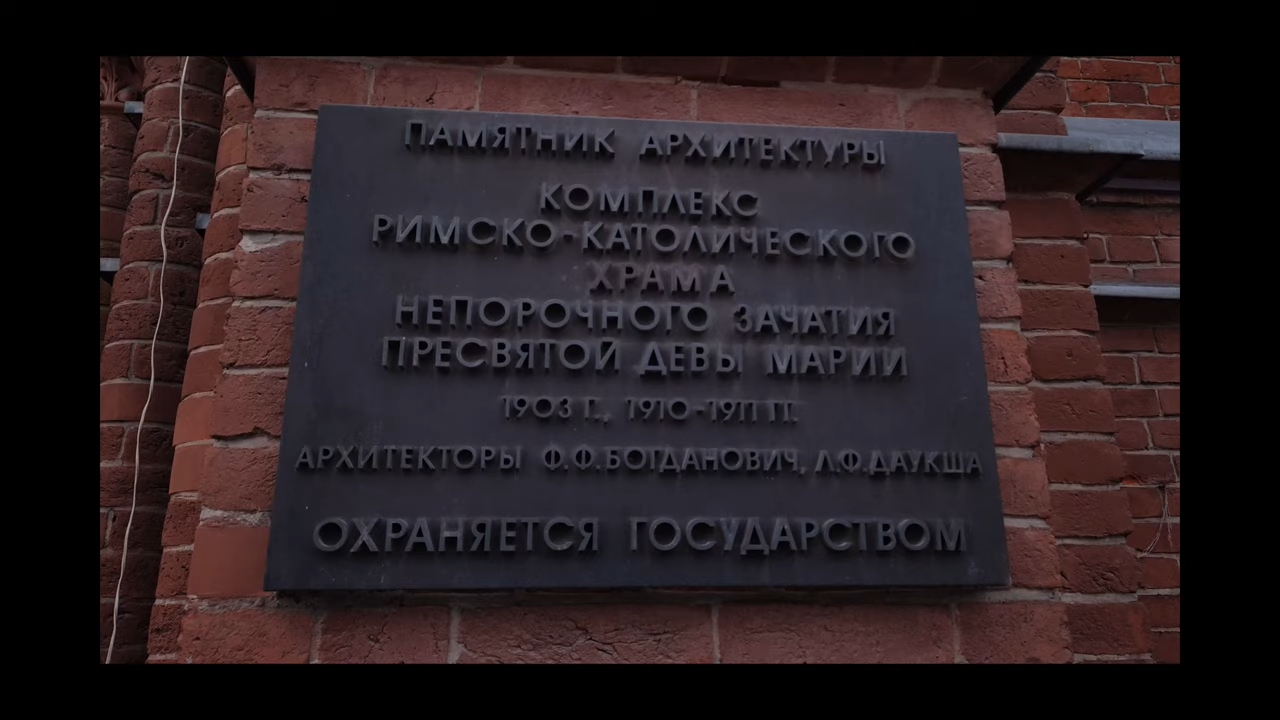 ПАМЯТНИК АРХИТЕКТУРЫ
КОМПЛЕКС
РИМСКО-КАТОЛИЧЕСКОГО
ХРАМА
НЕПОРОЧНОГО ЗАЧАТИЯ
ПРЕСВЯТОЙ ДЕВЫ МАРИИ
1903 Г., 1910-1911 ГГ.
АРХИТЕКТОРЫ Ф.Ф.БОГДАНОВИЧ, Л.Ф.ДАУКША
ОХРАНЯЕТСЯ ГОСУДАРСТВОМ